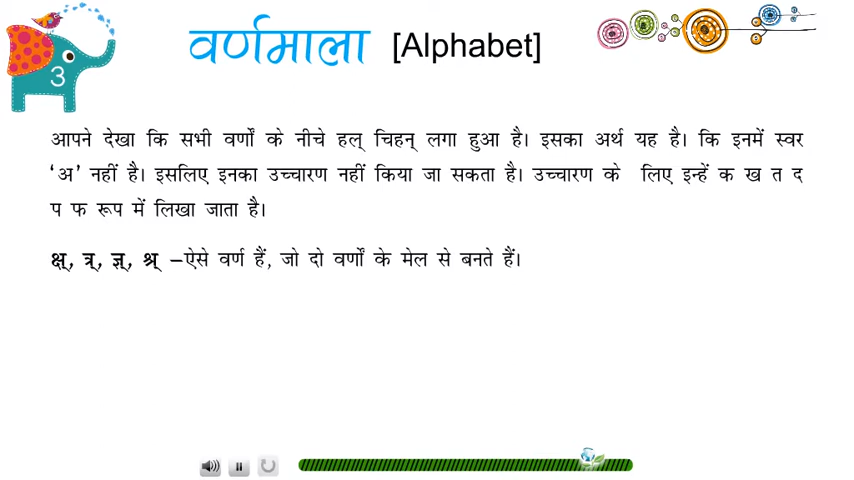 3
वर्णमाला [Alphabet]
आपने देखा कि सभी वर्णों के नीचे हल् चिहन् लगा हुआ है। इसका अर्थ यह है। कि इनमें स्वर
‘अ’ नहीं है। इसलिए इनका उच्चारण नहीं किया जा सकता है। उच्चारण के लिए इन्हें क ख त द
प फ रूप में लिखा जाता है।
क्ष्, त्र्, ज्ञ्, श्र् –ऐसे वर्ण हैं, जो दो वर्णों के मेल से बनते हैं।